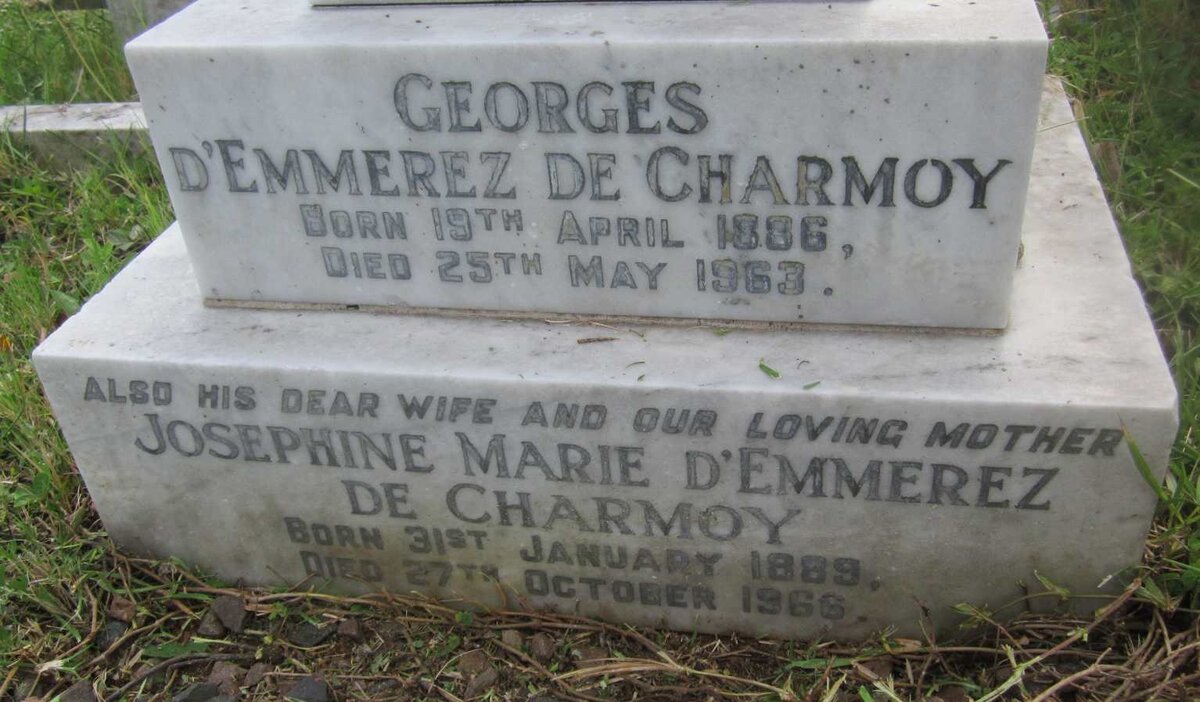 GEORGES
D'EMMEREZ DE CHARMOY
BORN 19TH APRIL 1886,
DIED 25TH MAY 1963.
ALSO HIS DEAR WIFE AND OUR LOVING MOTHER
JOSEPHINE MARIE D'EMMEREZ
DE CHARMOY
BORN 31ST JANUARY 1889,
DIED 27TH OCTOBER 1966.